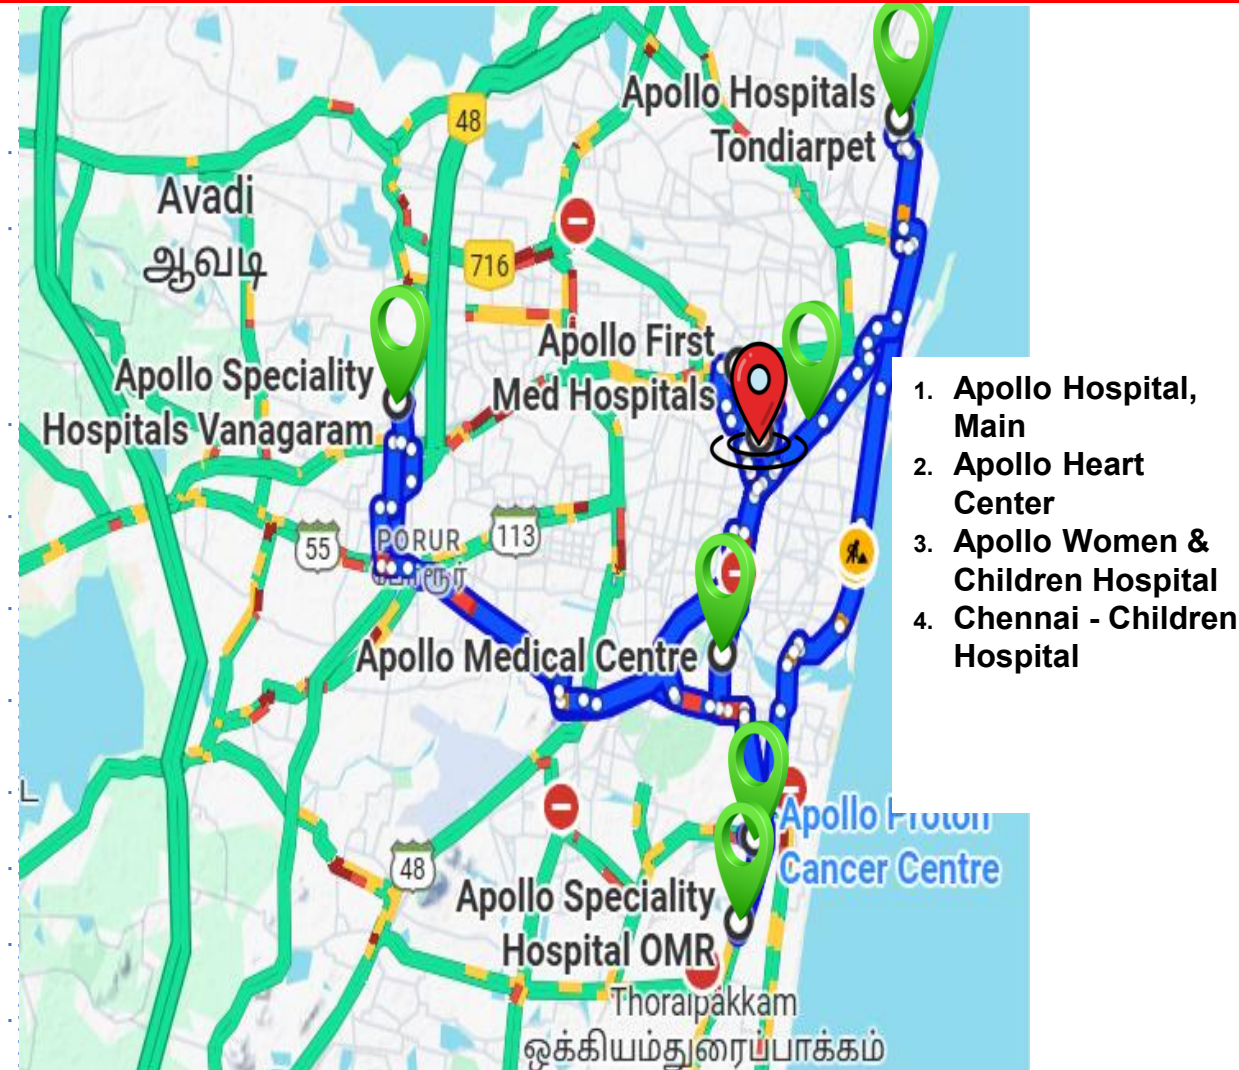 Apollo Hospitals
Tondiarpet
48
Avadi
ஆவடி
716
Apollo First
Med Hospitals
Apollo Speciality
Hospitals Vanagaram
1. Apollo Hospital,
Main
2. Apollo Heart
Center
3. Apollo Women &
Children Hospital
4. Chennai - Children
Hospital
55
PORUR
போரூர்
113
Apollo Medical Centre
Apollo Proton
Cancer Centre
48
Apollo Speciality
Hospital OMR
Thoraipakkam
ஒக்கியம்துரைப்பாக்கம்